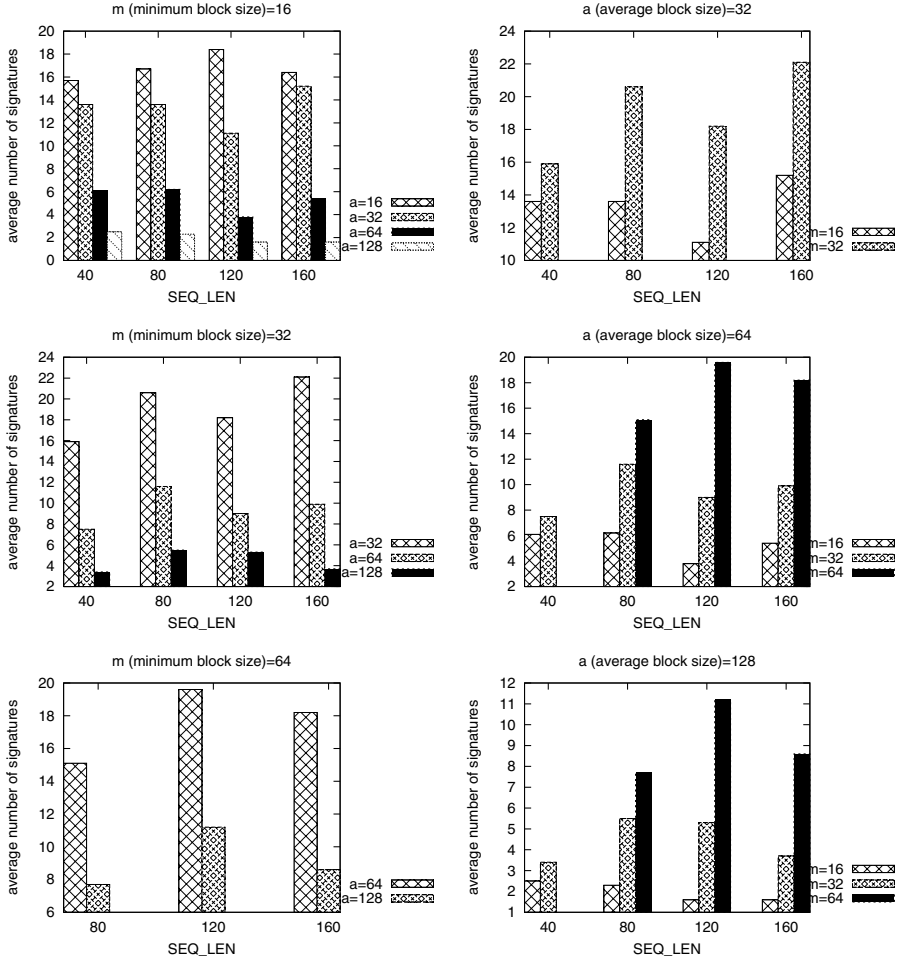 m (minimum block size)=16
average number of signatures
20
18
16
14
12
10
8
6
4
2
0
40 80 120 160
SEQ_LEN
a=16
a=32
a=64
a=128
a (average block size)=32
average number of signatures
24
22
20
18
16
14
12
10
40 80 120 160
SEQ_LEN
m=16
m=32
m (minimum block size)=32
average number of signatures
24
22
20
18
16
14
12
10
8
6
4
2
40 80 120 160
SEQ_LEN
a=32
a=64
a=128
a (average block size)=64
average number of signatures
20
18
16
14
12
10
8
6
4
2
40 80 120 160
SEQ_LEN
m=16
m=32
m=64
m (minimum block size)=64
average number of signatures
20
18
16
14
12
10
8
6
80 120 160
SEQ_LEN
a=64
a=128
a (average block size)=128
average number of signatures
12
11
10
9
8
7
6
5
4
3
2
1
40 80 120 160
SEQ_LEN
m=16
m=32
m=64